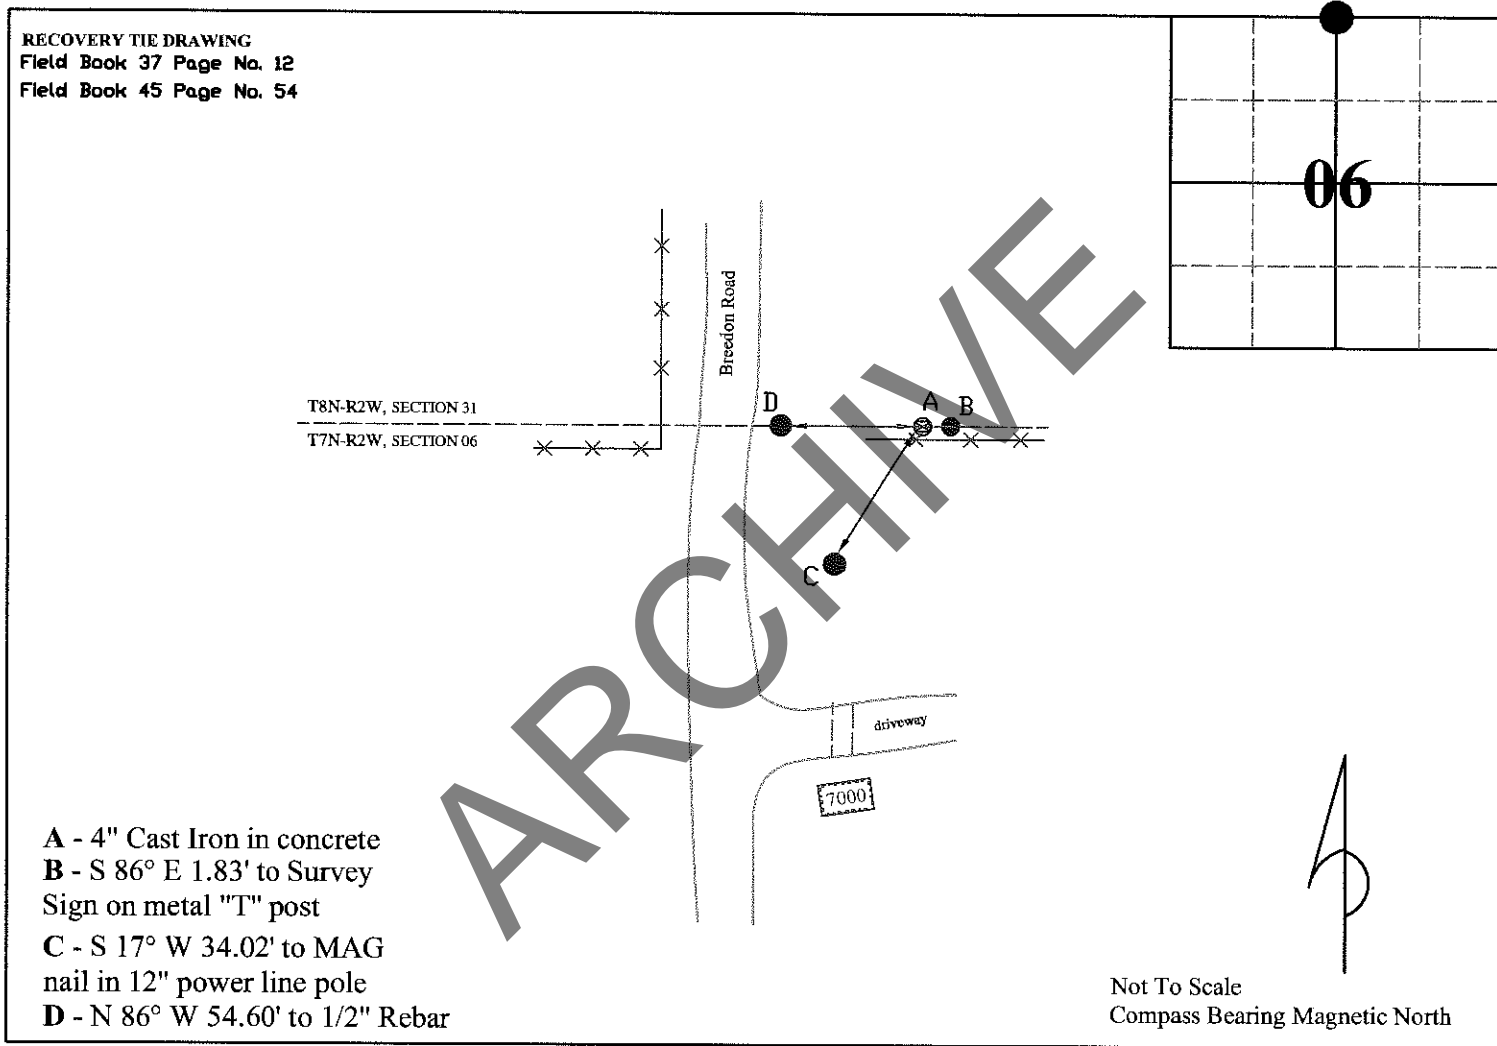 RECOVERY TIE DRAWING
Field Book 37 Page No. 12
Field Book 45 Page No. 54
06
Breedon Road
T8N-R2W, SECTION 31
T7N-R2W, SECTION 06
D
A
B
C
ARCHIVE
driveway
7000
A - 4" Cast Iron in concrete
B - S 86° E 1.83' to Survey
Sign on metal "T" post
C - S 17° W 34.02' to MAG
nail in 12" power line pole
D - N 86° W 54.60' to 1/2" Rebar
Not To Scale
Compass Bearing Magnetic North